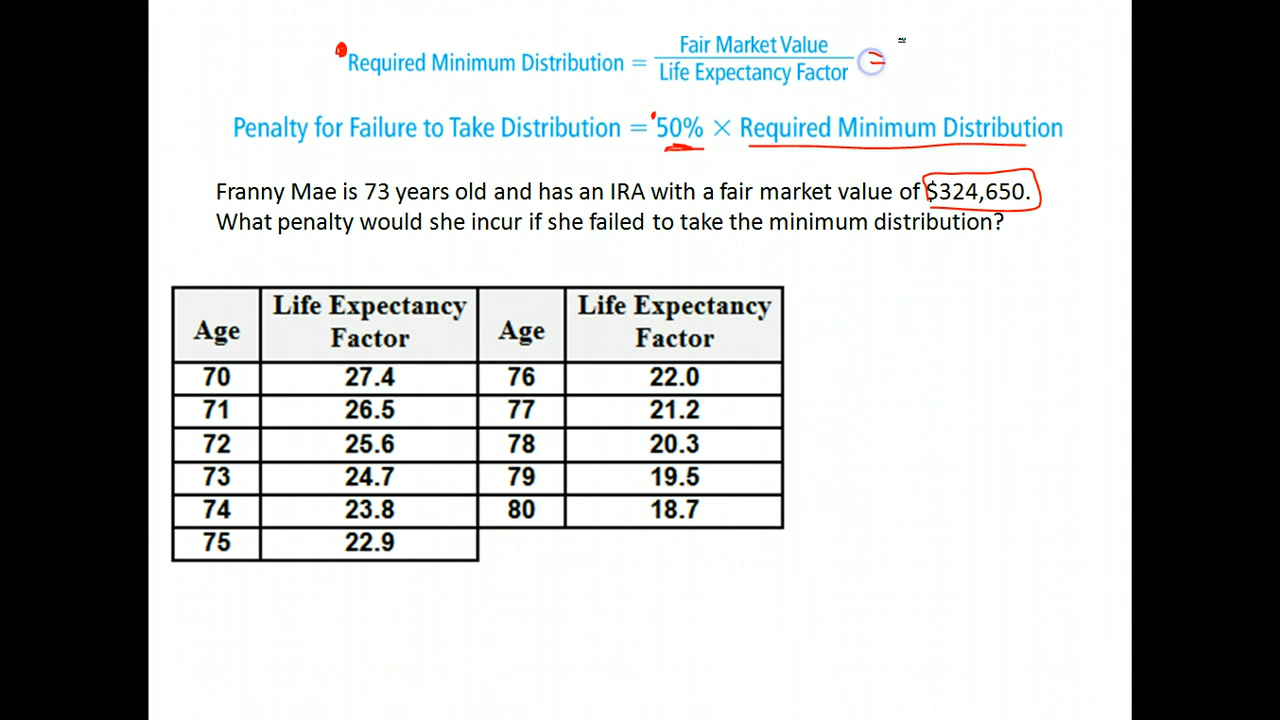 Required Minimum Distribution = Fair Market Value / Life Expectancy Factor =
Penalty for Failure to Take Distribution = 50% × Required Minimum Distribution
Franny Mae is 73 years old and has an IRA with a fair market value of $324,650.
What penalty would she incur if she failed to take the minimum distribution?
Age Life Expectancy Factor Age Life Expectancy Factor
70 27.4 76 22.0
71 26.5 77 21.2
72 25.6 78 20.3
73 24.7 79 19.5
74 23.8 80 18.7
75 22.9